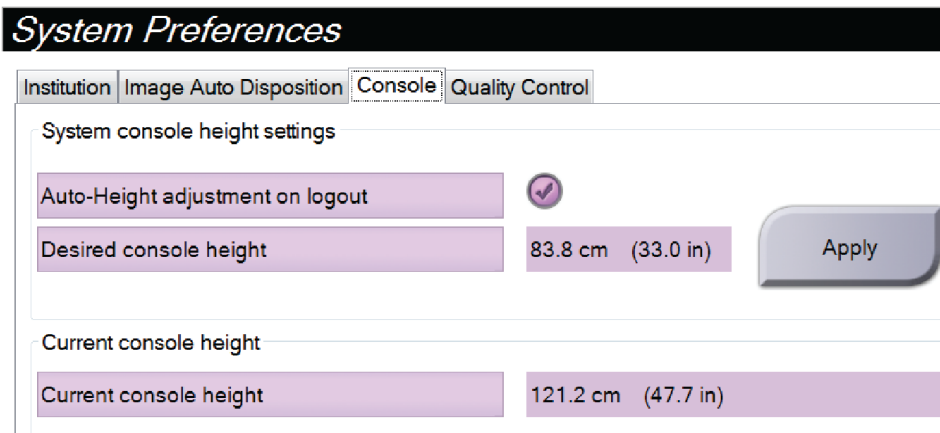 System Preferences
Institution Image Auto Disposition Console Quality Control
System console height settings
Auto-Height adjustment on logout
Desired console height 83.8 cm (33.0 in) Apply
Current console height
Current console height 121.2 cm (47.7 in)